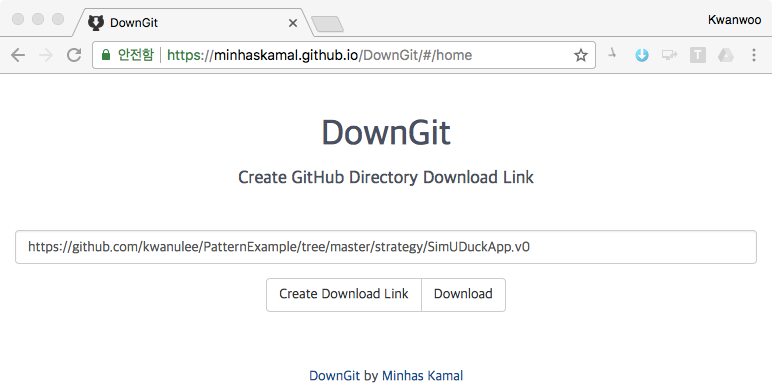 DownGit
Kwanwoo
안전함 https://minhaskamal.github.io/DownGit/#/home
T
DownGit
Create GitHub Directory Download Link
https://github.com/kwanulee/PatternExample/tree/master/strategy/SimUDuckApp.v0
Create Download Link Download
DownGit by Minhas Kamal